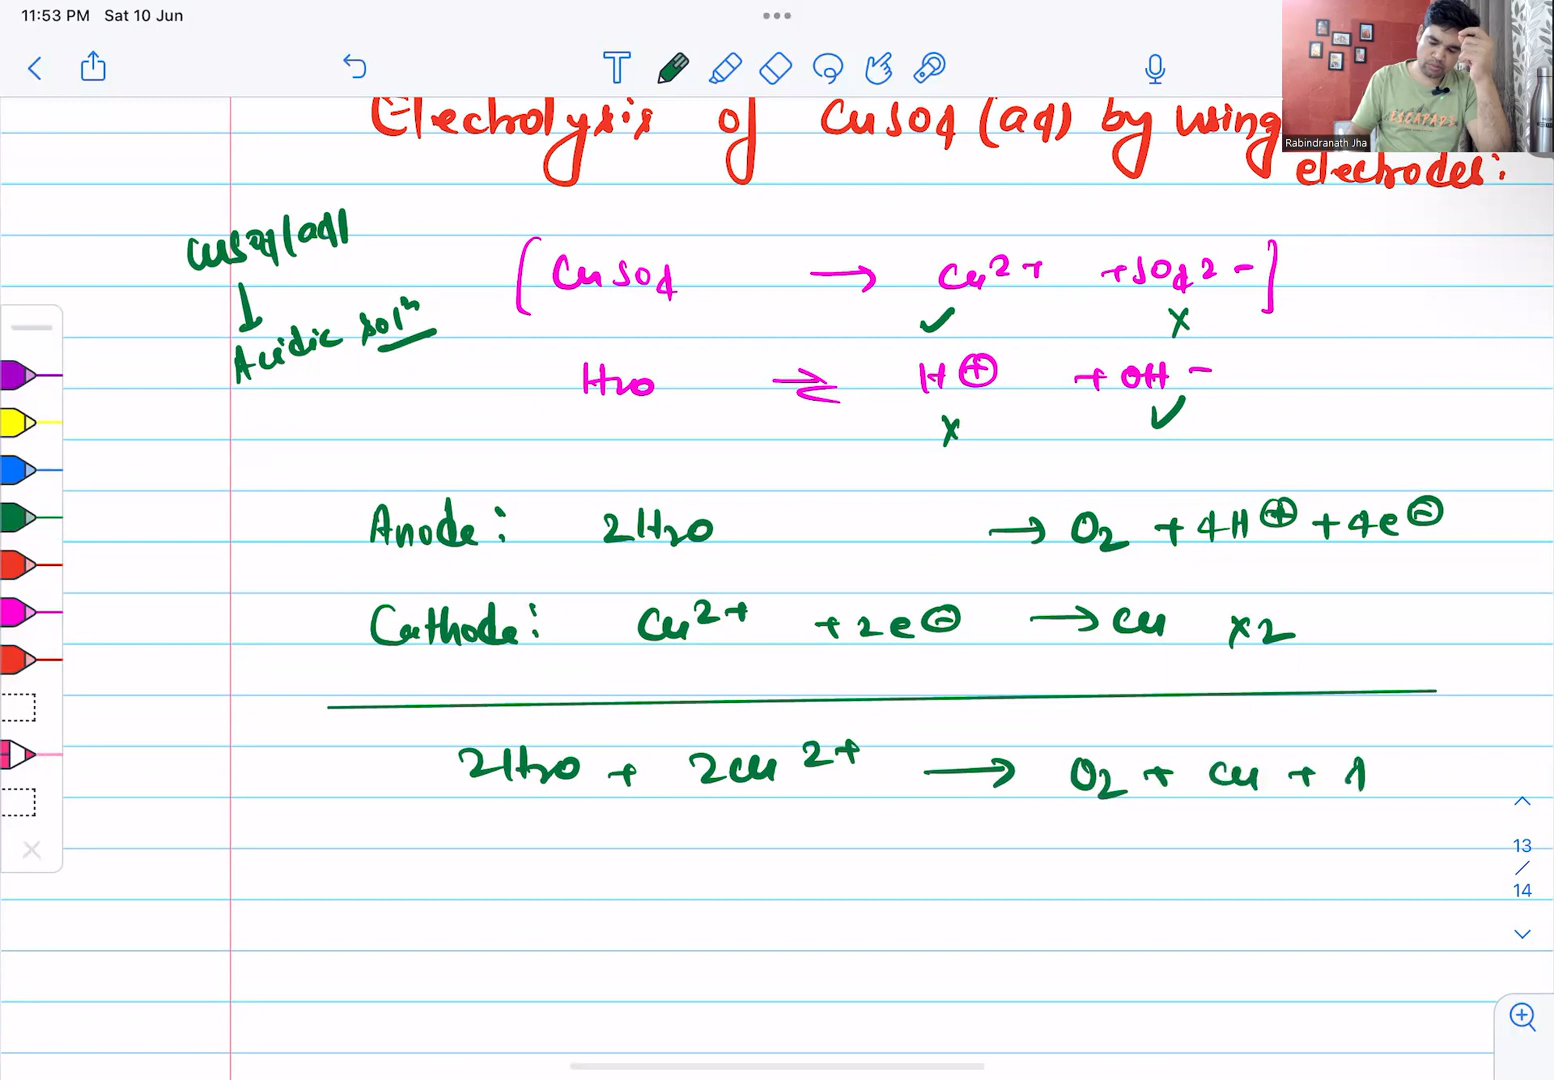 11:53 PM Sat 10 Jun
Rabindranath Jha
ESCAPADE
Electrolysis of CuSO4 (aq) by using
electrodes:
CuSO4 (aq)
↓
Acidic solⁿ
[CuSO4 → Cu2+ + SO42-]
✓ ×
H2O ⇌ H⊕ + OH-
× ✓
Anode: 2H2O → O2 + 4H⊕ + 4e⊖
Cathode: Cu2+ + 2e⊖ → Cu ×2
2H2O + 2Cu2+ → O2 + Cu +
13
/
14